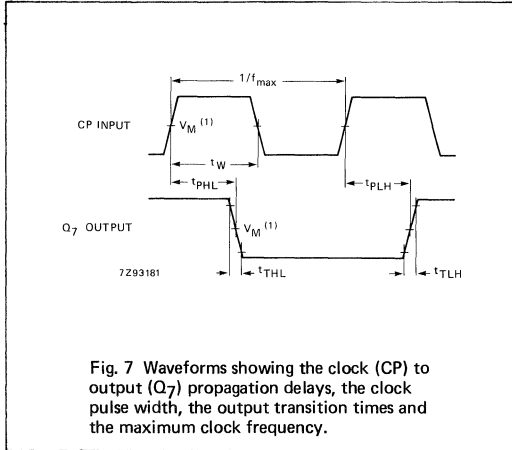 1/fmax
CP INPUT
VM (1)
tW
tPHL
tPLH
Q7 OUTPUT
VM (1)
7Z93181
tTHL
tTLH
Fig. 7 Waveforms showing the clock (CP) to
output (Q7) propagation delays, the clock
pulse width, the output transition times and
the maximum clock frequency.